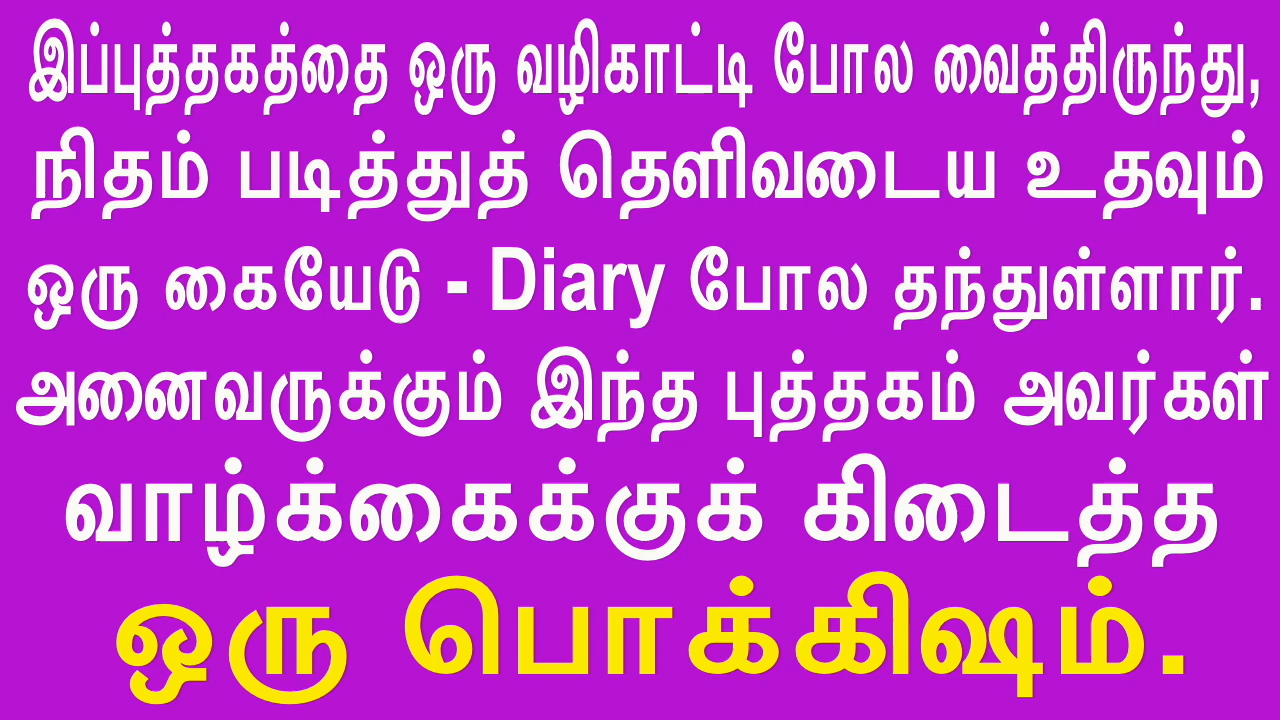 இப்புத்தகத்தை ஒரு வழிகாட்டி போல வைத்திருந்து,
நிதம் படித்துத் தெளிவடைய உதவும்
ஒரு கையேடு - Diary போல தந்துள்ளார்.
அனைவருக்கும் இந்த புத்தகம் அவர்கள்
வாழ்க்கைக்குக் கிடைத்த
ஒரு பொக்கிஷம்.